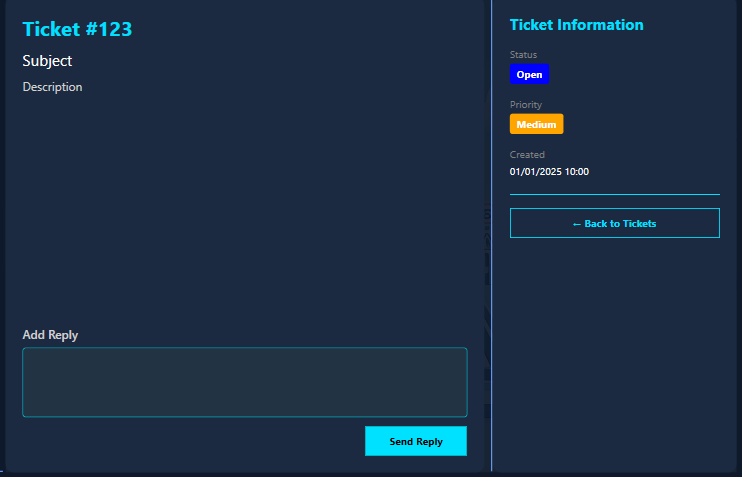 Ticket #123
Subject
Description
Add Reply
Send Reply
Ticket Information
Status
Open
Priority
Medium
Created
01/01/2025 10:00
← Back to Tickets